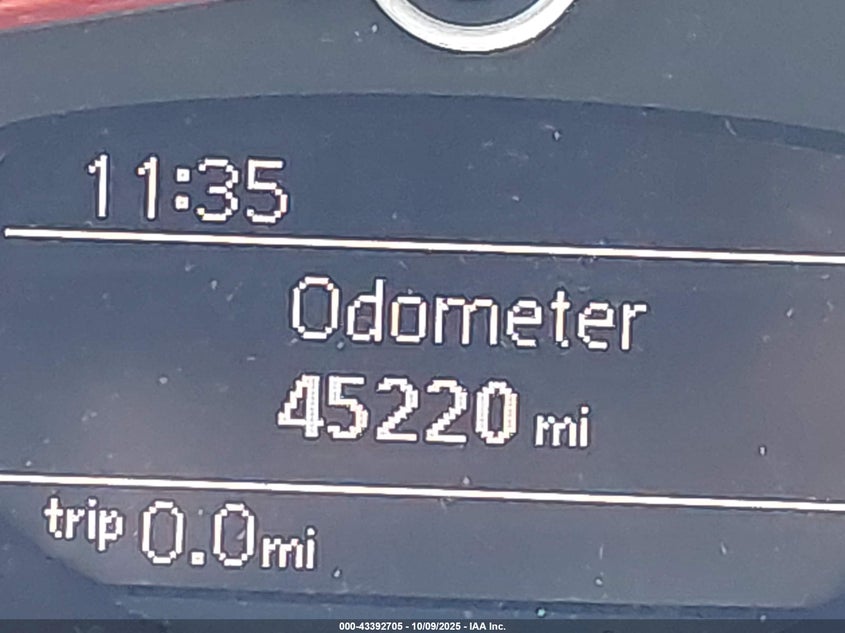 11:35
Odometer
45220 mi
trip 0.0mi
000-43392705 - 10/09/2025 - IAA Inc.